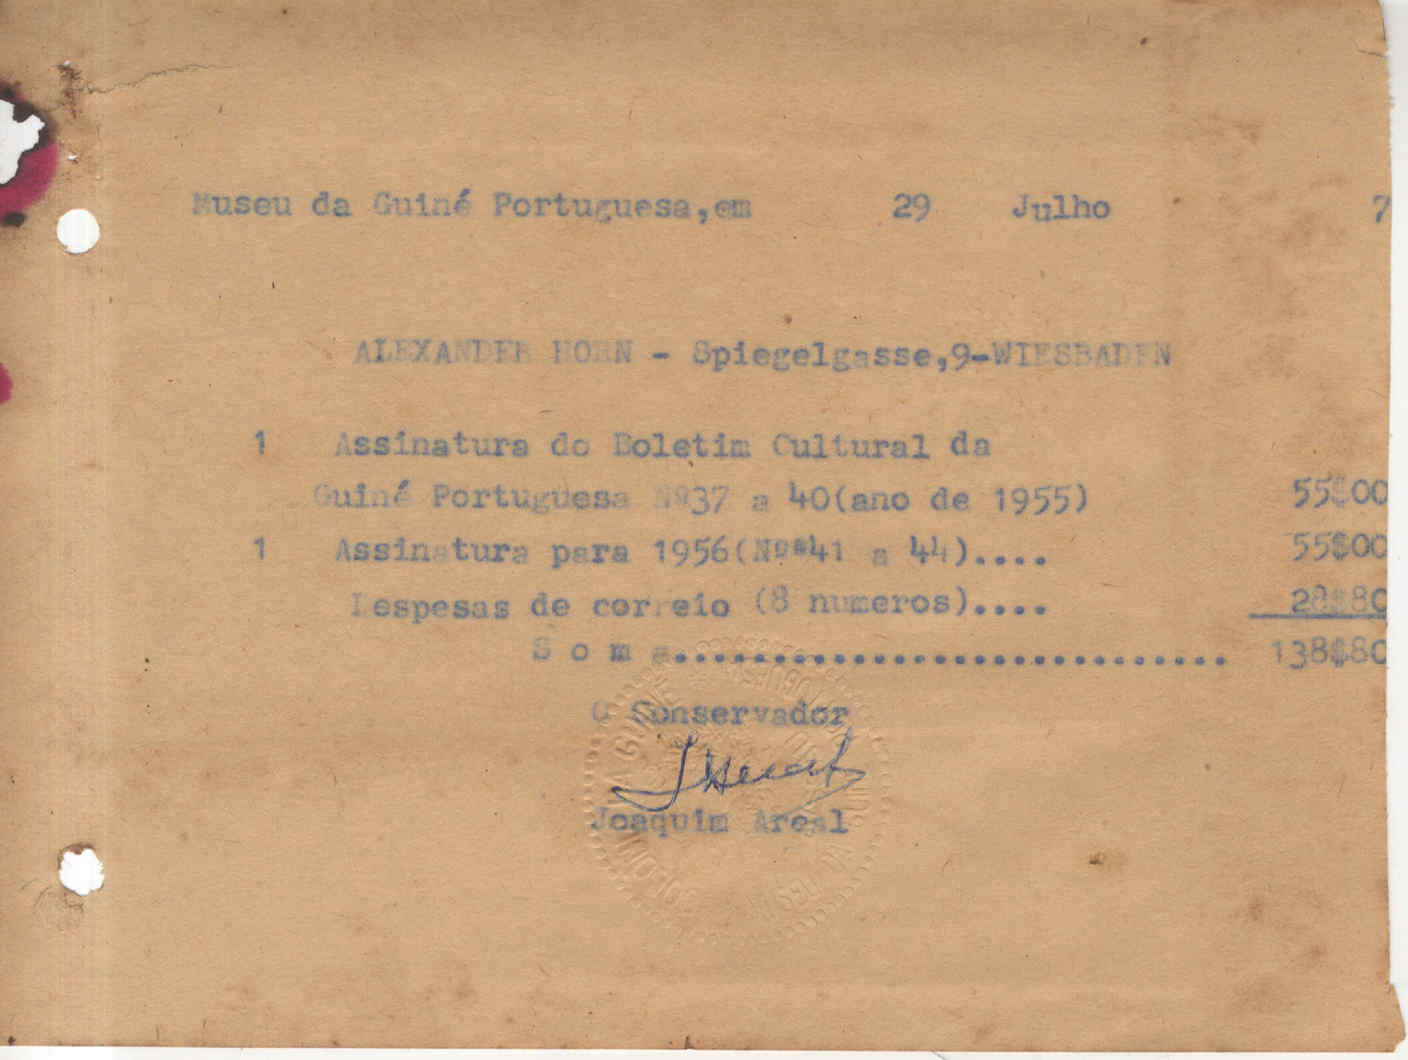 Museu da Guiné Portuguesa,em 29 Julho 7
ALEXANDER HORN - Spiegelgasse,9-WIESBADEN
1 Assinatura do Boletim Cultural da
Guiné Portuguesa Nº37 a 40(ano de 1955) 55$00
1 Assinatura para 1956(Nºs41 a 44).... 55$00
Despesas de correio (8 numeros).... 28$80
S o m a............................ 138$80
O Conservador
Joaquim Areal